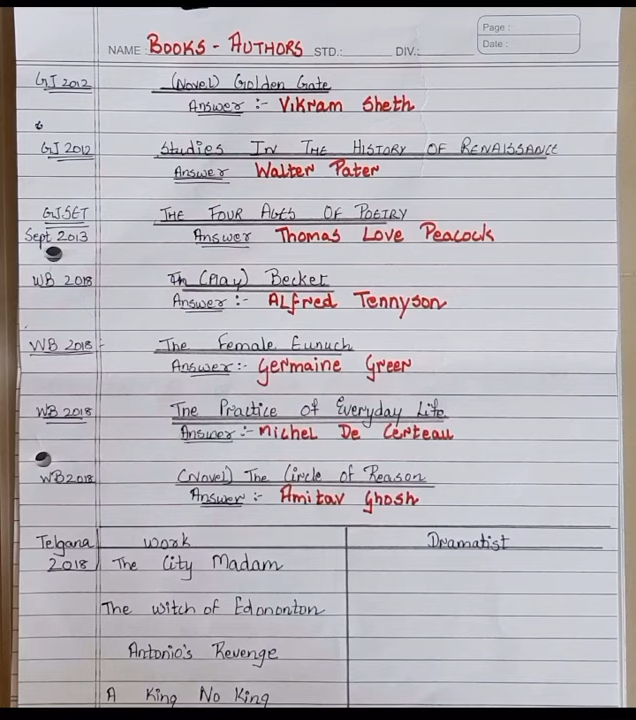 Page :
Date :
NAME : BOOKS - AUTHORS STD.: DIV.:
GJ 2012 (Novel) Golden Gate
Answer :- Vikram Sheth
GJ 2012 Studies In THE HISTORY OF RENAISSANCE
Answer Walter Pater
GJSET THE FOUR AGES OF POETRY
Sept 2013 Answer Thomas Love Peacock
WB 2018 (Play) Becket
Answer :- ALfred Tennyson
WB 2018 :- The Female Eunuch
Answer :- Germaine Greer
WB 2018 The Practice of Everyday Life
Answer :- Michel De Certeau
WB 2018 (Novel) The Circle of Reason
Answer :- Amitav Ghosh
Telgana work Dramatist
2018 The City Madam
The witch of Edononton
Antonio's Revenge
A King No King